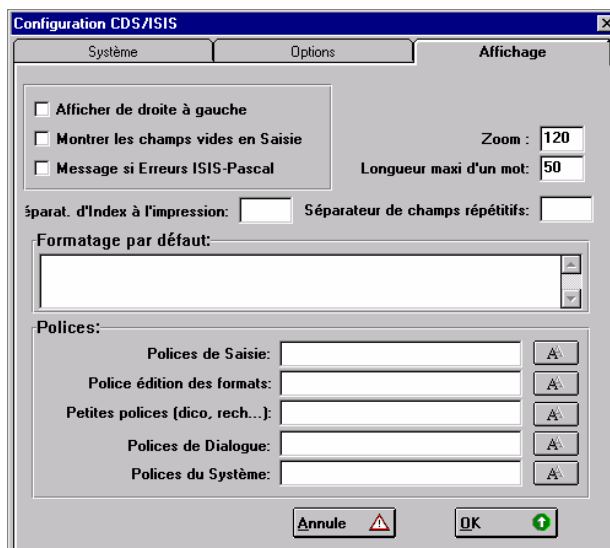 Configuration CDS/ISIS
Système Options Affichage
Afficher de droite à gauche
Montrer les champs vides en Saisie
Zoom : 120
Message si Erreurs ISIS-Pascal
Longueur maxi d'un mot: 50
éparat. d'Index à l'impression:
Séparateur de champs répétitifs:
Formatage par défaut:
Polices:
Polices de Saisie:
Police édition des formats:
Petites polices (dico, rech...):
Polices de Dialogue:
Polices du Système:
Annule OK